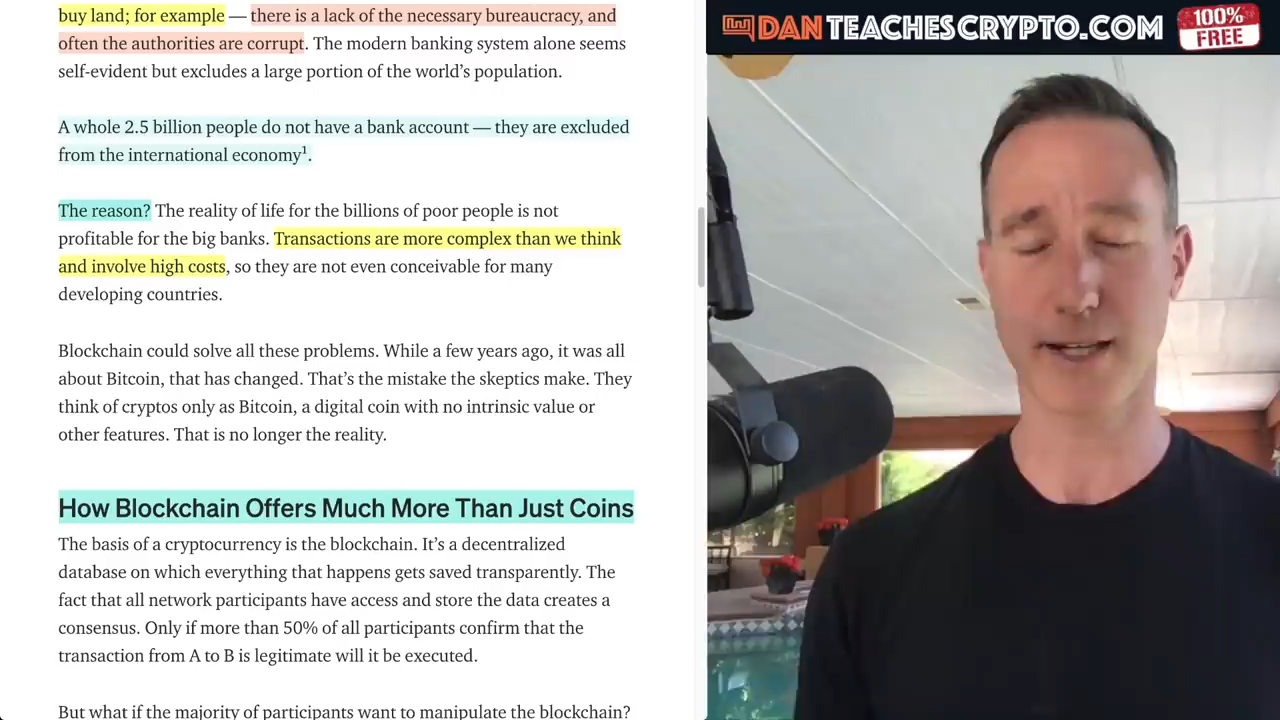 buy land; for example — there is a lack of the necessary bureaucracy, and
often the authorities are corrupt. The modern banking system alone seems
self-evident but excludes a large portion of the world’s population.
A whole 2.5 billion people do not have a bank account — they are excluded
from the international economy¹.
The reason? The reality of life for the billions of poor people is not
profitable for the big banks. Transactions are more complex than we think
and involve high costs, so they are not even conceivable for many
developing countries.
Blockchain could solve all these problems. While a few years ago, it was all
about Bitcoin, that has changed. That’s the mistake the skeptics make. They
think of cryptos only as Bitcoin, a digital coin with no intrinsic value or
other features. That is no longer the reality.
How Blockchain Offers Much More Than Just Coins
The basis of a cryptocurrency is the blockchain. It’s a decentralized
database on which everything that happens gets saved transparently. The
fact that all network participants have access and store the data creates a
consensus. Only if more than 50% of all participants confirm that the
transaction from A to B is legitimate will it be executed.
But what if the majority of participants want to manipulate the blockchain?
DANTEACHESCRYPTO.COM
100%
FREE